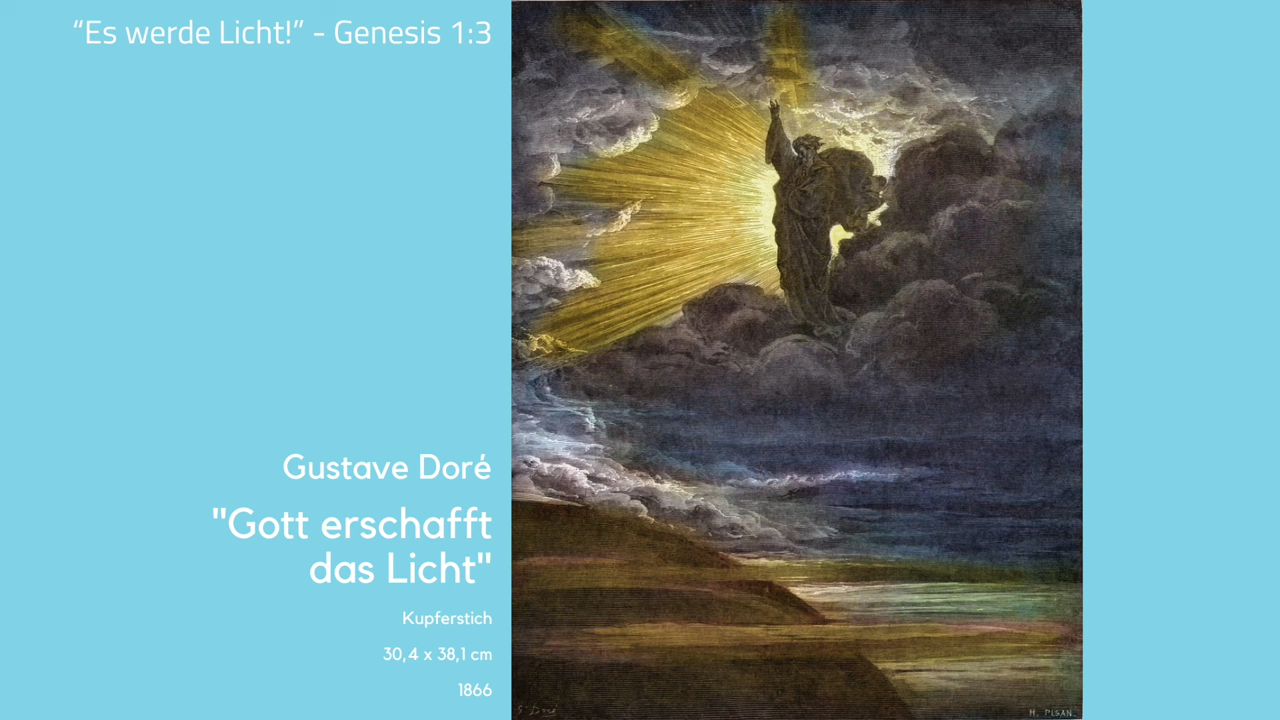 “Es werde Licht!” - Genesis 1:3
Gustave Doré
"Gott erschafft
das Licht"
Kupferstich
30,4 x 38,1 cm
1866
G. Doré
H. PISAN.